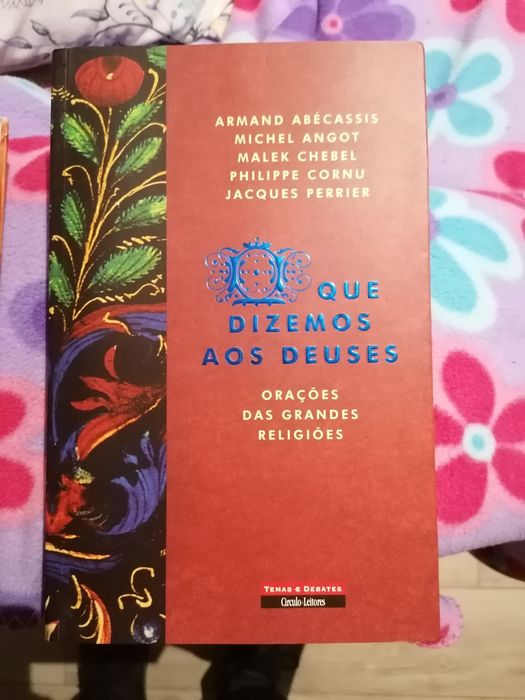 ARMAND ABÉCASSIS
MICHEL ANGOT
MALEK CHEBEL
PHILIPPE CORNU
JACQUES PERRIER
O QUE
DIZEMOS
AOS DEUSES
ORAÇÕES
DAS GRANDES
RELIGIÕES
TEMAS e DEBATES
Círculo de Leitores